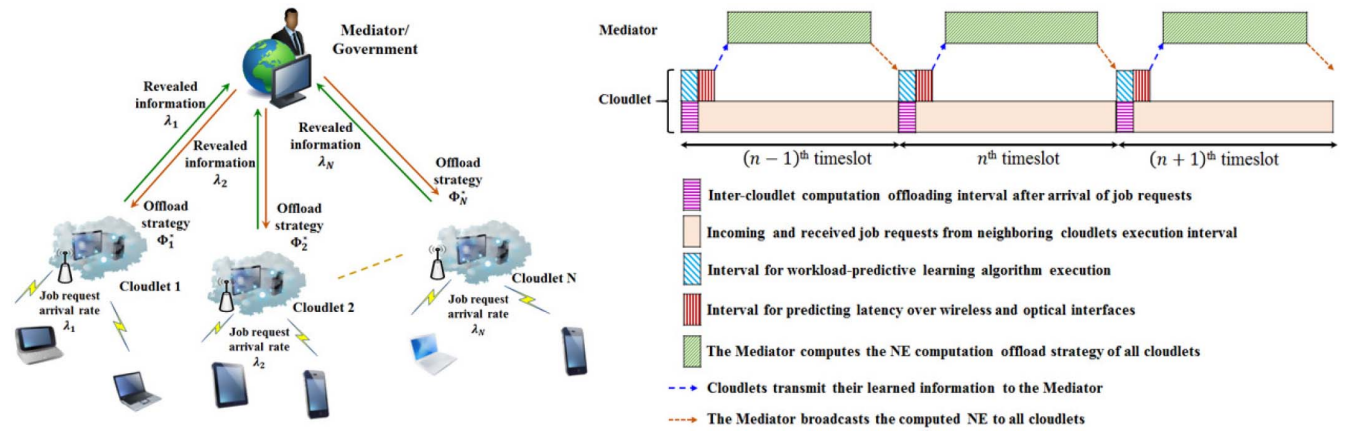 Mediator/
Government
Revealed
information
λ₁
Revealed
information
λ₂
Revealed
information
λ_N
Offload
strategy
Φ₁*
Offload
strategy
Φ₂*
Offload
strategy
Φ_N*
Cloudlet 1
Cloudlet 2
Cloudlet N
Job request
arrival rate
λ₁
Job request
arrival rate
λ₂
Job request
arrival rate
λ_N
Mediator
Cloudlet
(n − 1)th timeslot
nth timeslot
(n + 1)th timeslot
Inter-cloudlet computation offloading interval after arrival of job requests
Incoming and received job requests from neighboring cloudlets execution interval
Interval for workload-predictive learning algorithm execution
Interval for predicting latency over wireless and optical interfaces
The Mediator computes the NE computation offload strategy of all cloudlets
Cloudlets transmit their learned information to the Mediator
The Mediator broadcasts the computed NE to all cloudlets